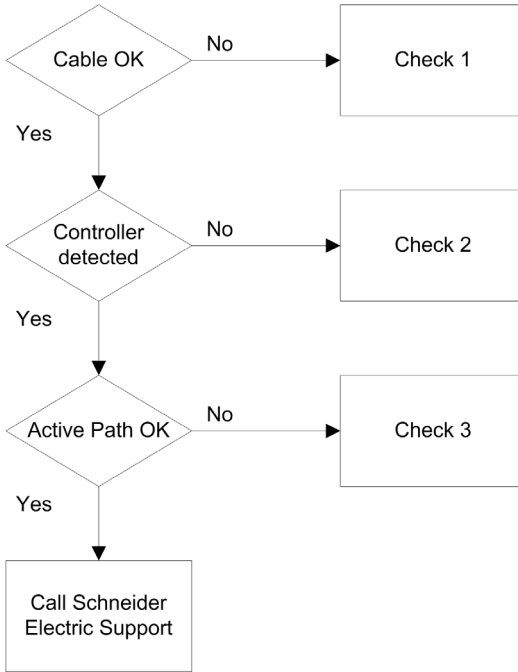 Cable OK
No
Check 1
Yes
Controller
detected
No
Check 2
Yes
Active Path OK
No
Check 3
Yes
Call Schneider
Electric Support